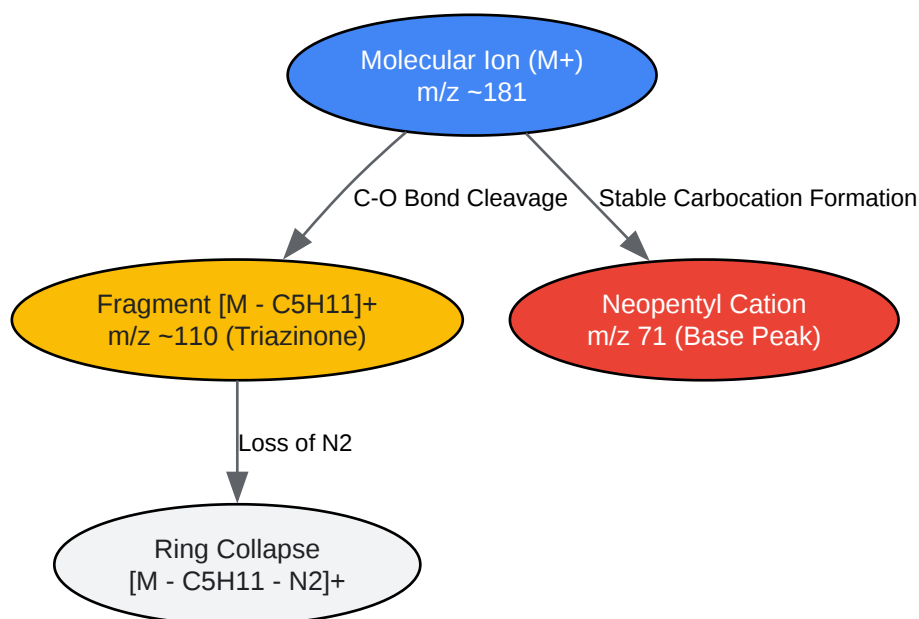 Molecular Ion (M+)
m/z ~181
C-O Bond Cleavage
Stable Carbocation Formation
Fragment [M - C5H11]+
m/z ~110 (Triazinone)
Neopentyl Cation
m/z 71 (Base Peak)
Loss of N2
Ring Collapse
[M - C5H11 - N2]+